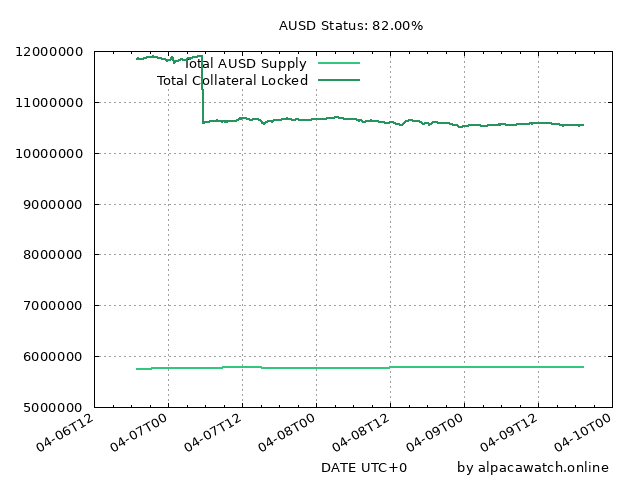 AUSD Status: 82.00%
12000000
11000000
10000000
9000000
8000000
7000000
6000000
5000000
Total AUSD Supply
Total Collateral Locked
04-06T12
04-07T00
04-07T12
04-08T00
04-08T12
04-09T00
04-09T12
04-10T00
DATE UTC+0
by alpacawatch.online